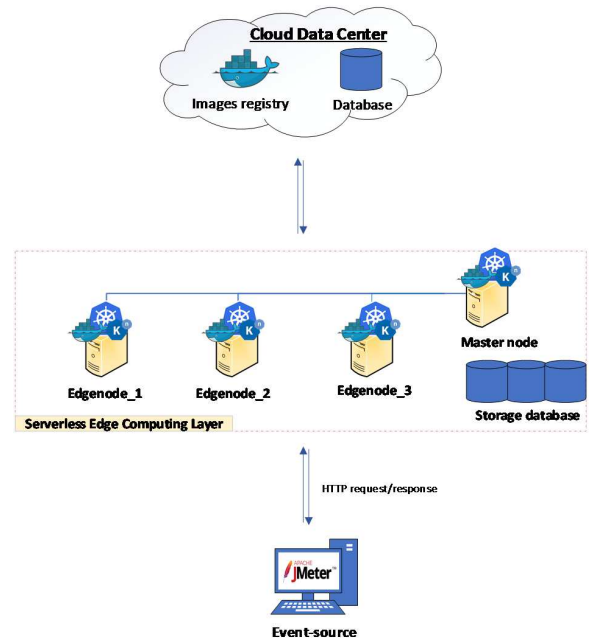 Cloud Data Center
Images registry
Database
n
K
Master node
n
K
n
K
n
K
Edgenode_1
Edgenode_2
Edgenode_3
Storage database
Serverless Edge Computing Layer
HTTP request/response
APACHE
JMeter™
Event-source